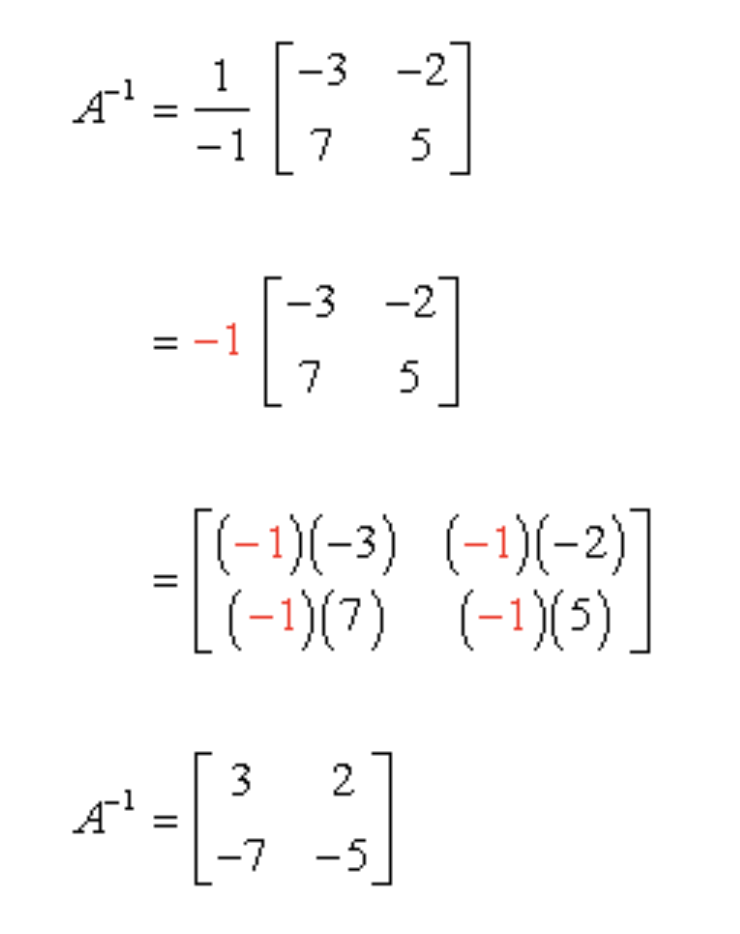 A⁻¹ = 1/−1 [−3 −2
7 5]
= −1 [−3 −2
7 5]
= [(−1)(−3) (−1)(−2)
(−1)(7) (−1)(5)]
A⁻¹ = [3 2
−7 −5]